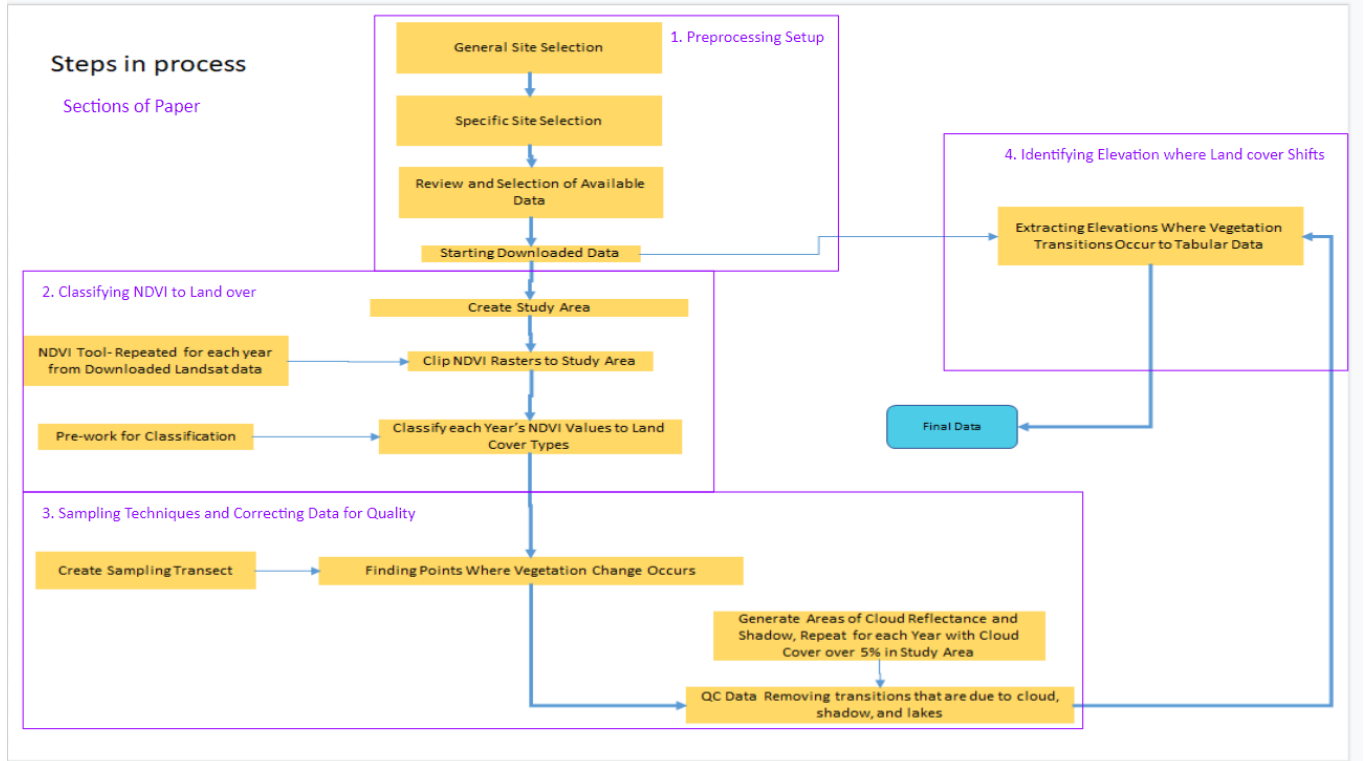 Steps in process
Sections of Paper
1. Preprocessing Setup
General Site Selection
Specific Site Selection
Review and Selection of Available
Data
Starting Downloaded Data
4. Identifying Elevation where Land cover Shifts
Extracting Elevations Where Vegetation
Transitions Occur to Tabular Data
2. Classifying NDVI to Land over
Create Study Area
NDVI Tool- Repeated for each year
from Downloaded Landsat data
Clip NDVI Rasters to Study Area
Pre-work for Classification
Classify each Year's NDVI Values to Land
Cover Types
Final Data
3. Sampling Techniques and Correcting Data for Quality
Create Sampling Transect
Finding Points Where Vegetation Change Occurs
Generate Areas of Cloud Reflectance and
Shadow, Repeat for each Year with Cloud
Cover over 5% in Study Area
QC Data Removing transitions that are due to cloud,
shadow, and lakes